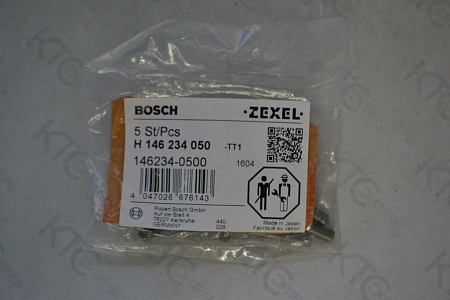 BOSCH
·ZEXEL·
5 St/Pcs
H 146 234 050 -TT1
146234-0500 1604
4 047026 676143
Robert Bosch GmbH
Auf der Breit 4
76227 Karlsruhe
GERMANY
440
028
Made in Japan
Fabriqué au Japon
KTG